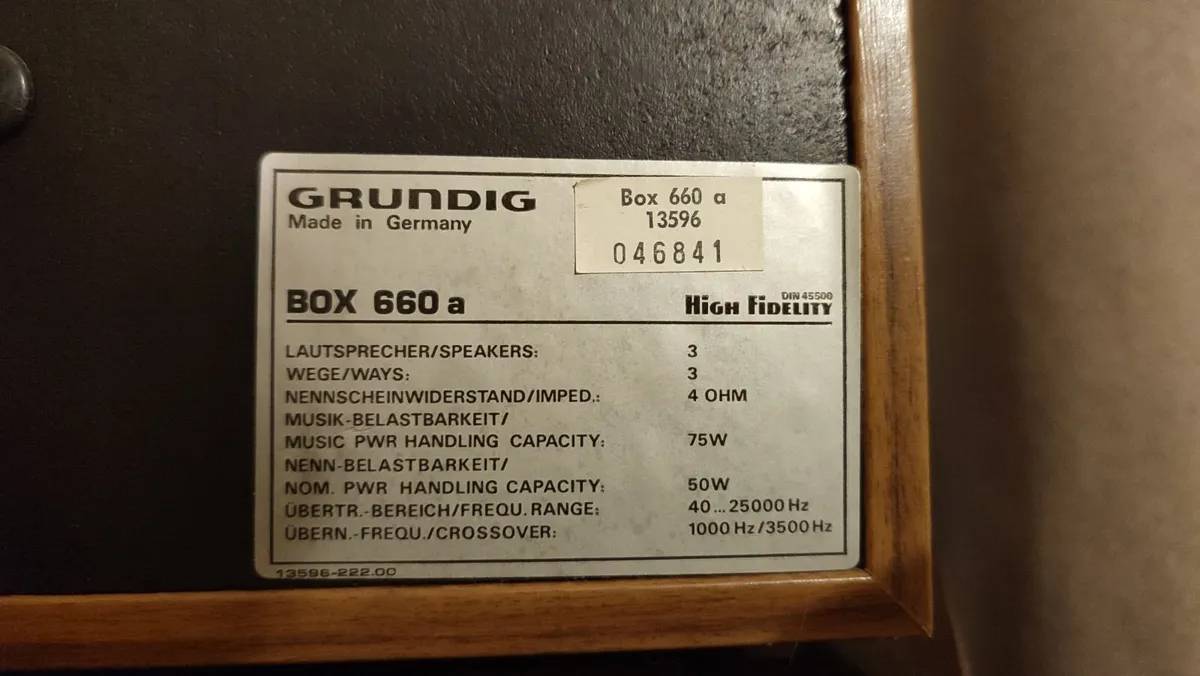 GRUNDIG
Made in Germany
Box 660 a
13596
046841
BOX 660 a
HIGH FIDELITY DIN 45500
LAUTSPRECHER/SPEAKERS: 3
WEGE/WAYS: 3
NENNSCHEINWIDERSTAND/IMPED.: 4 OHM
MUSIK-BELASTBARKEIT/
MUSIC PWR HANDLING CAPACITY: 75W
NENN-BELASTBARKEIT/
NOM. PWR HANDLING CAPACITY: 50W
ÜBERTR.-BEREICH/FREQU. RANGE: 40...25000 Hz
ÜBERN.-FREQU./CROSSOVER: 1000 Hz/3500 Hz
13596-222.00